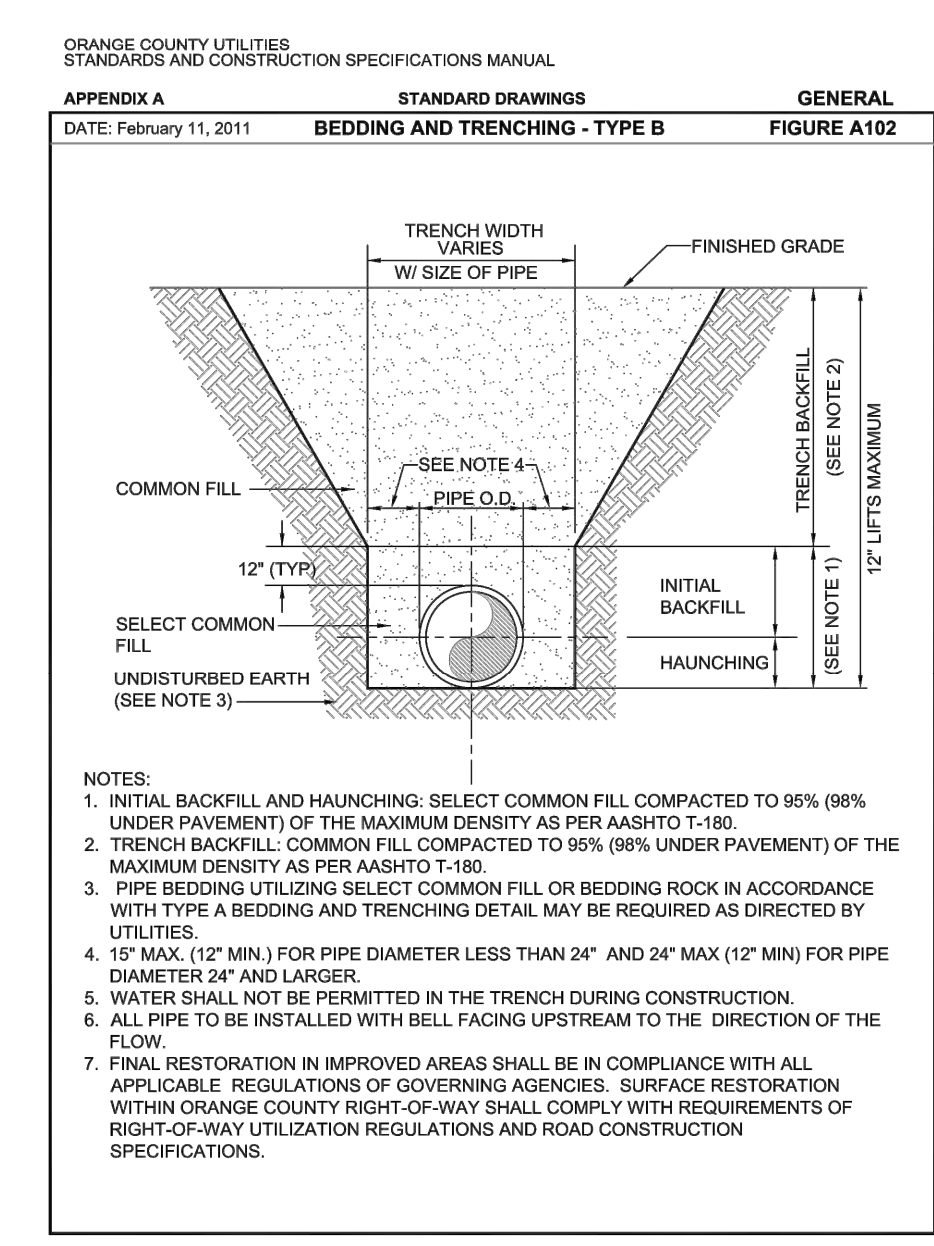 ORANGE COUNTY UTILITIES
STANDARDS AND CONSTRUCTION SPECIFICATIONS MANUAL
APPENDIX A STANDARD DRAWINGS GENERAL
DATE: February 11, 2011 BEDDING AND TRENCHING - TYPE B FIGURE A102
TRENCH WIDTH
VARIES
W/ SIZE OF PIPE
FINISHED GRADE
TRENCH BACKFILL
(SEE NOTE 2)
12" LIFTS MAXIMUM
SEE NOTE 4
COMMON FILL
PIPE O.D.
12" (TYP)
INITIAL
BACKFILL
(SEE NOTE 1)
SELECT COMMON
FILL
HAUNCHING
UNDISTURBED EARTH
(SEE NOTE 3)
NOTES:
1. INITIAL BACKFILL AND HAUNCHING: SELECT COMMON FILL COMPACTED TO 95% (98%
UNDER PAVEMENT) OF THE MAXIMUM DENSITY AS PER AASHTO T-180.
2. TRENCH BACKFILL: COMMON FILL COMPACTED TO 95% (98% UNDER PAVEMENT) OF THE
MAXIMUM DENSITY AS PER AASHTO T-180.
3. PIPE BEDDING UTILIZING SELECT COMMON FILL OR BEDDING ROCK IN ACCORDANCE
WITH TYPE A BEDDING AND TRENCHING DETAIL MAY BE REQUIRED AS DIRECTED BY
UTILITIES.
4. 15" MAX. (12" MIN.) FOR PIPE DIAMETER LESS THAN 24" AND 24" MAX (12" MIN) FOR PIPE
DIAMETER 24" AND LARGER.
5. WATER SHALL NOT BE PERMITTED IN THE TRENCH DURING CONSTRUCTION.
6. ALL PIPE TO BE INSTALLED WITH BELL FACING UPSTREAM TO THE DIRECTION OF THE
FLOW.
7. FINAL RESTORATION IN IMPROVED AREAS SHALL BE IN COMPLIANCE WITH ALL
APPLICABLE REGULATIONS OF GOVERNING AGENCIES. SURFACE RESTORATION
WITHIN ORANGE COUNTY RIGHT-OF-WAY SHALL COMPLY WITH REQUIREMENTS OF
RIGHT-OF-WAY UTILIZATION REGULATIONS AND ROAD CONSTRUCTION
SPECIFICATIONS.